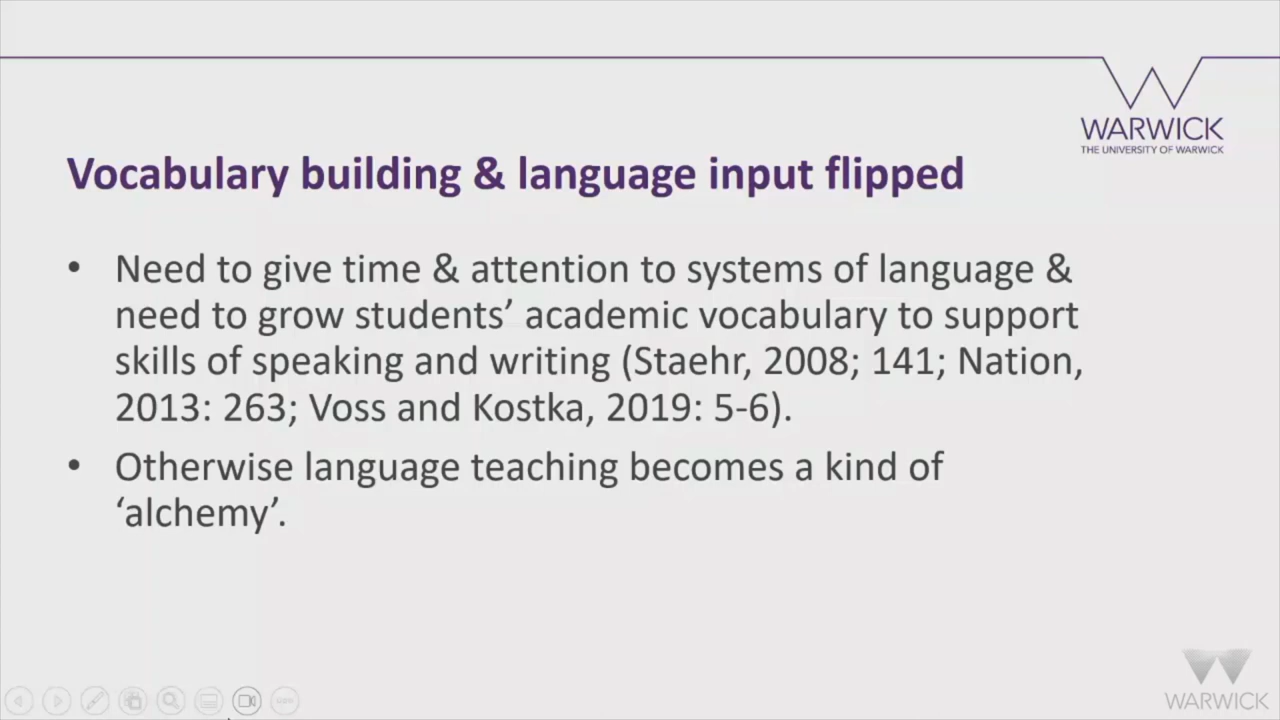 WARWICK
THE UNIVERSITY OF WARWICK
Vocabulary building & language input flipped
• Need to give time & attention to systems of language &
need to grow students’ academic vocabulary to support
skills of speaking and writing (Staehr, 2008; 141; Nation,
2013: 263; Voss and Kostka, 2019: 5-6).
• Otherwise language teaching becomes a kind of
‘alchemy’.
WARWICK